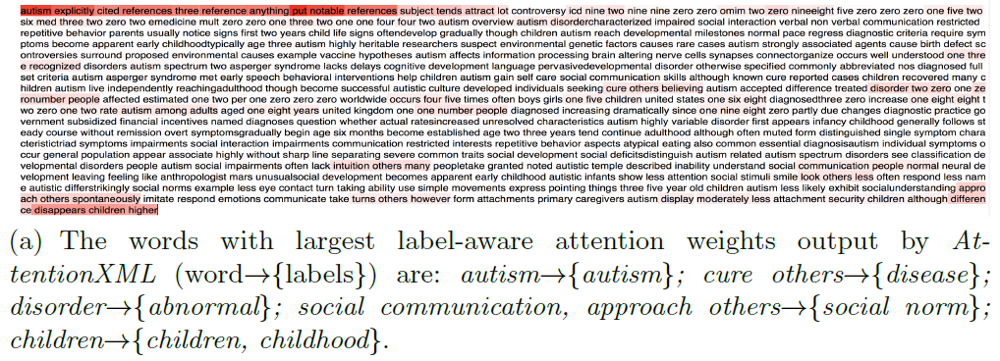 autism explicitly cited references three reference anything put notable references subject tends attract lot controversy icd nine two nine nine zero zero omim two zero nineeight five zero zero zero one five two
six med three two zero two emedicine mult zero zero one three two one one four four two autism overview autism disordercharacterized impaired social interaction verbal non verbal communication restricted
repetitive behavior parents usually notice signs first two years child life signs oftendevelop gradually though children autism reach developmental milestones normal pace regress diagnostic criteria require sym
ptoms become apparent early childhoodtypically age three autism highly heritable researchers suspect environmental genetic factors causes rare cases autism strongly associated agents cause birth defect sc
ontroversies surround proposed environmental causes example vaccine hypotheses autism affects information processing brain altering nerve cells synapses connectorganize occurs well understood one thre
e recognized disorders autism spectrum two asperger syndrome lacks delays cognitive development language pervasivedevelopmental disorder otherwise specified commonly abbreviated nos diagnosed full
set criteria autism asperger syndrome met early speech behavioral interventions help children autism gain self care social communication skills although known cure reported cases children recovered many c
hildren autism live independently reachingadulthood though become successful autistic culture developed individuals seeking cure others believing autism accepted difference treated disorder two zero one ze
ronumber people affected estimated one two per one zero zero zero worldwide occurs four five times often boys girls one five children united states one six eight diagnosedthree zero increase one eight eight t
wo zero one two rate autism among adults aged one eight years united kingdom one one number people diagnosed increasing dramatically since one nine eight zero partly due changes diagnostic practice go
vernment subsidized financial incentives named diagnoses question whether actual ratesincreased unresolved characteristics autism highly variable disorder first appears infancy childhood generally follows st
eady course without remission overt symptomsgradually begin age six months become established age two three years tend continue adulthood although often muted form distinguished single symptom chara
cteristictriad symptoms impairments social interaction impairments communication restricted interests repetitive behavior aspects atypical eating also common essential diagnosisautism individual symptoms o
ccur general population appear associate highly without sharp line separating severe common traits social development social deficitsdistinguish autism related autism spectrum disorders see classification de
velopmental disorders people autism social impairments often lack intuition others many peopletake granted noted autistic temple described inability understand social communication people normal neural de
velopment leaving feeling like anthropologist mars unusualsocial development becomes apparent early childhood autistic infants show less attention social stimuli smile look others less often respond less nam
e autistic differstrikingly social norms example less eye contact turn taking ability use simple movements express pointing things three five year old children autism less likely exhibit socialunderstanding appro
ach others spontaneously imitate respond emotions communicate take turns others however form attachments primary caregivers autism display moderately less attachment security children although differen
ce disappears children higher
(a) The words with largest label-aware attention weights output by At-
tentionXML (word→{labels}) are: autism→{autism}; cure others→{disease};
disorder→{abnormal}; social communication, approach others→{social norm};
children→{children, childhood}.